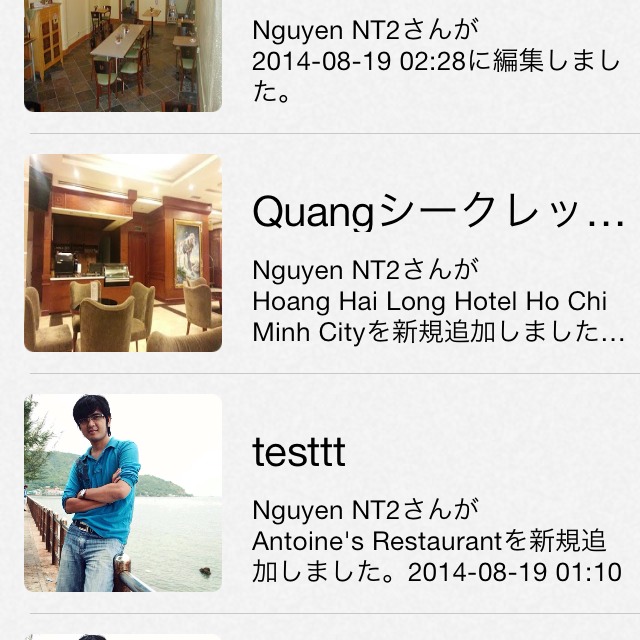 Nguyen NT2さんが
2014-08-19 02:28に編集しまし
た。
Quangシークレッ…
Nguyen NT2さんが
Hoang Hai Long Hotel Ho Chi
Minh Cityを新規追加しました…
testtt
Nguyen NT2さんが
Antoine's Restaurantを新規追
加しました。2014-08-19 01:10